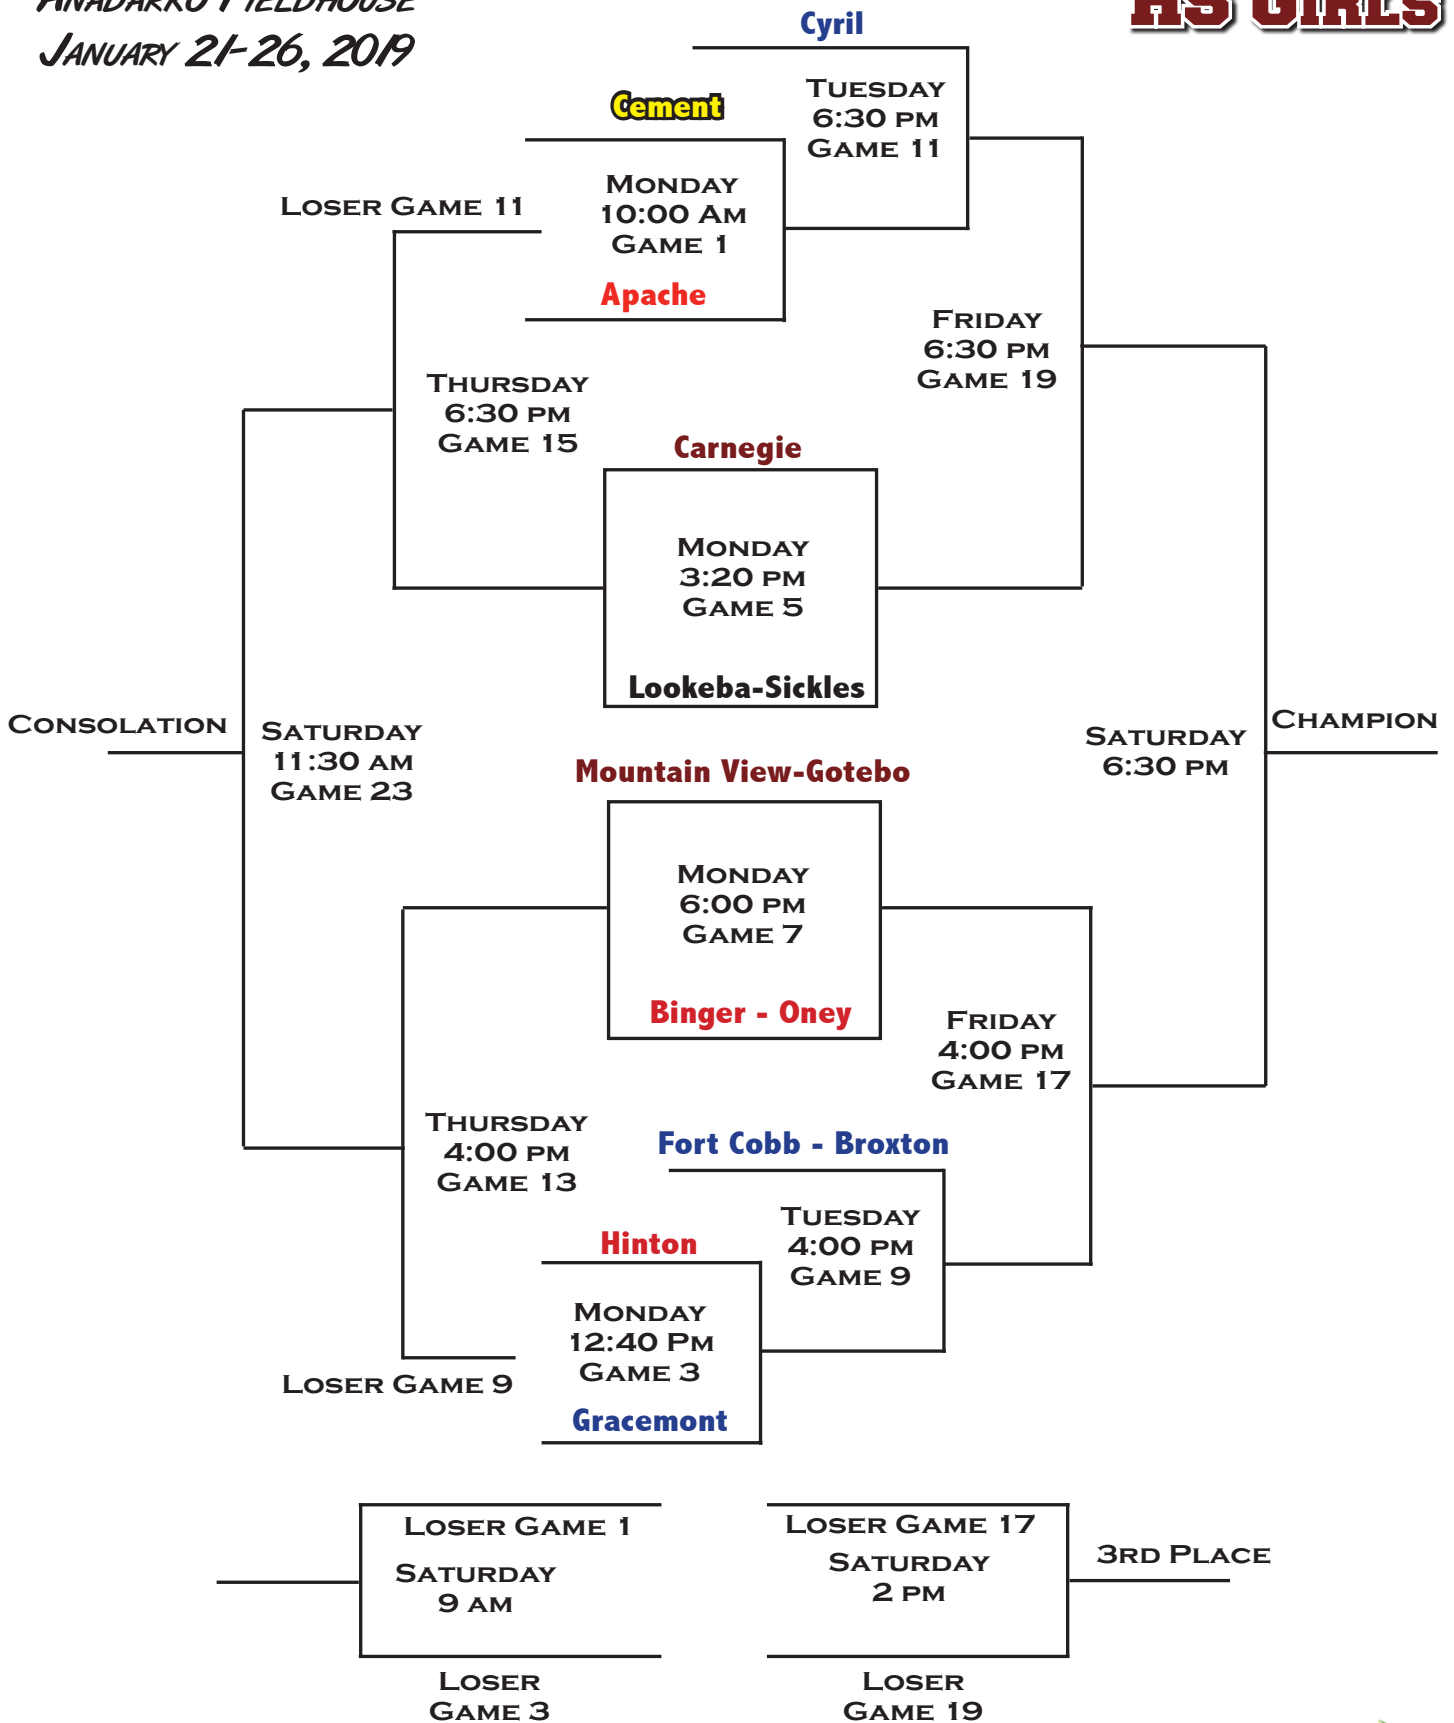 ANADARKO FIELDHOUSE
JANUARY 21-26, 2019
HS GIRLS
Cyril
TUESDAY
6:30 PM
GAME 11
Cement
MONDAY
10:00 AM
GAME 1
Apache
LOSER GAME 11
THURSDAY
6:30 PM
GAME 15
FRIDAY
6:30 PM
GAME 19
Carnegie
MONDAY
3:20 PM
GAME 5
Lookeba-Sickles
CONSOLATION
SATURDAY
11:30 AM
GAME 23
SATURDAY
6:30 PM
CHAMPION
Mountain View-Gotebo
MONDAY
6:00 PM
GAME 7
Binger - Oney
FRIDAY
4:00 PM
GAME 17
THURSDAY
4:00 PM
GAME 13
Fort Cobb - Broxton
TUESDAY
4:00 PM
GAME 9
Hinton
MONDAY
12:40 PM
GAME 3
Gracemont
LOSER GAME 9
LOSER GAME 1
SATURDAY
9 AM
LOSER
GAME 3
LOSER GAME 17
SATURDAY
2 PM
LOSER
GAME 19
3RD PLACE